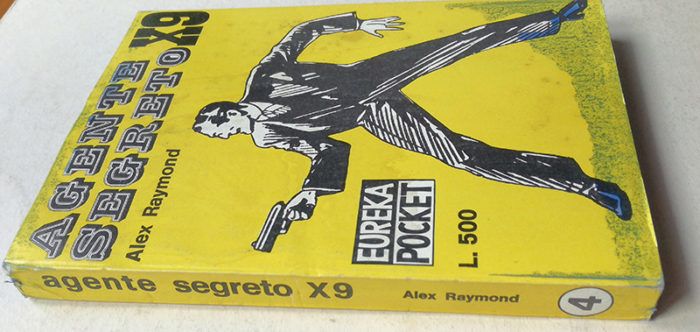 AGENTE
SEGRETO X9
Alex Raymond
EUREKA
POCKET
L. 500
agente segreto X9 Alex Raymond 4